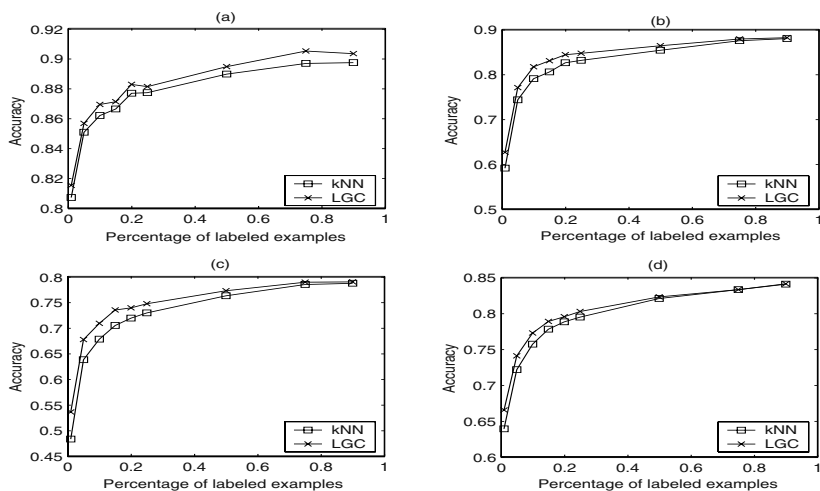 (a)
0.92
0.9
0.88
0.86
0.84
0.82
0.8
Accuracy
kNN
LGC
0 0.2 0.4 0.6 0.8 1
Percentage of labeled examples
(b)
0.9
0.8
0.7
0.6
0.5
Accuracy
kNN
LGC
0 0.2 0.4 0.6 0.8 1
Percentage of labeled examples
(c)
0.8
0.75
0.7
0.65
0.6
0.55
0.5
0.45
Accuracy
kNN
LGC
0 0.2 0.4 0.6 0.8 1
Percentage of labeled examples
(d)
0.85
0.8
0.75
0.7
0.65
0.6
Accuracy
kNN
LGC
0 0.2 0.4 0.6 0.8 1
Percentage of labeled examples